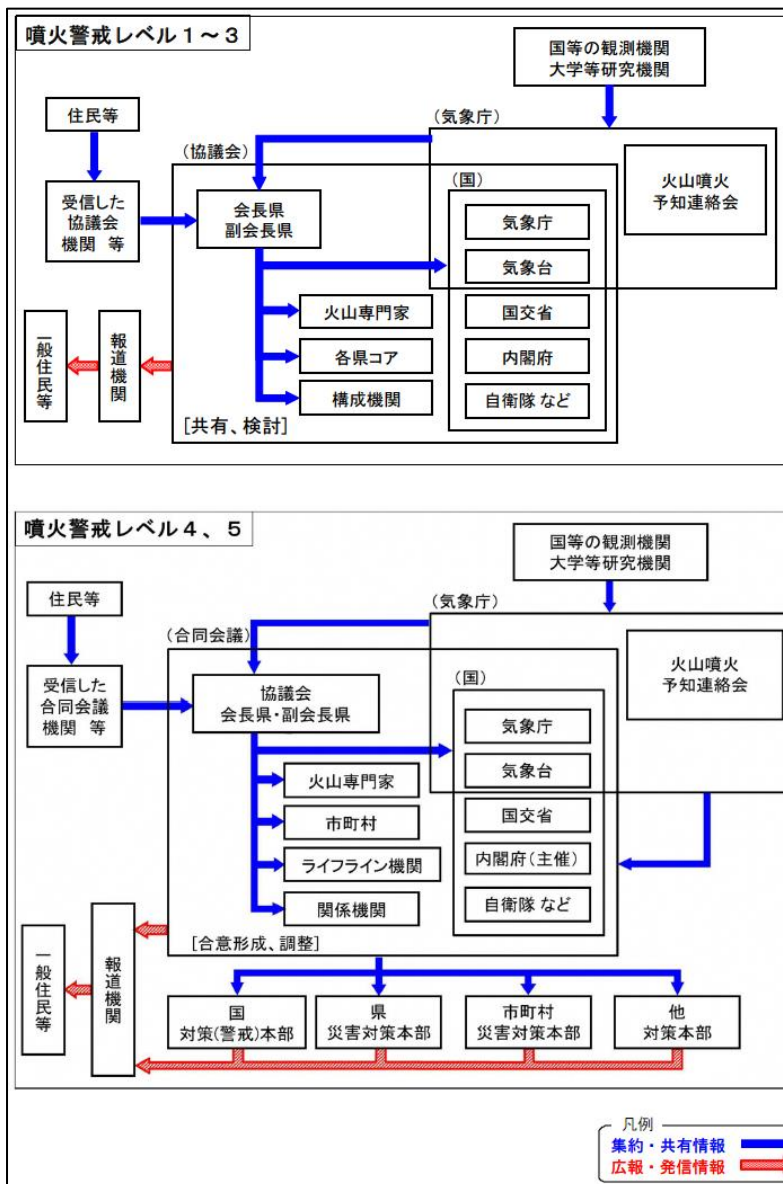 噴火警戒レベル１～３
国等の観測機関
大学等研究機関
住民等
(気象庁)
(協議会)
(国)
受信した
協議会
機関 等
会長県
副会長県
気象庁
火山噴火
予知連絡会
気象台
火山専門家
国交省
一般住民等
報道機関
各県コア
内閣府
構成機関
自衛隊 など
[共有、検討]
噴火警戒レベル４、５
国等の観測機関
大学等研究機関
住民等
(気象庁)
(合同会議)
(国)
受信した
合同会議
機関 等
協議会
会長県・副会長県
火山噴火
予知連絡会
気象庁
気象台
火山専門家
市町村
国交省
ライフライン機関
内閣府(主催)
関係機関
自衛隊 など
[合意形成、調整]
一般住民等
報道機関
国
対策(警戒)本部
県
災害対策本部
市町村
災害対策本部
他
対策本部
凡例
集約・共有情報
広報・発信情報